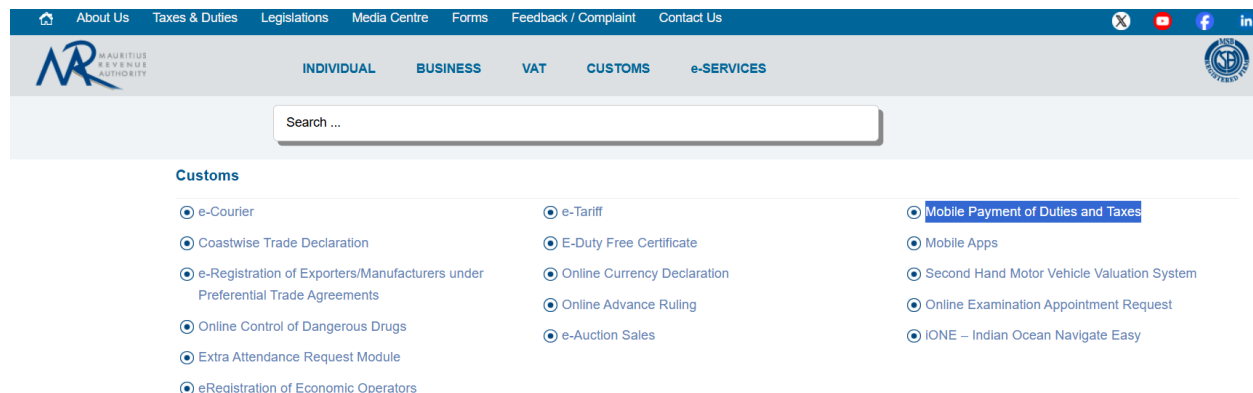 About Us Taxes & Duties Legislations Media Centre Forms Feedback / Complaint Contact Us
MAURITIUS
REVENUE
AUTHORITY
INDIVIDUAL BUSINESS VAT CUSTOMS e-SERVICES
MSB
REGISTERED FIRM
Search ...
Customs
e-Courier
Coastwise Trade Declaration
e-Registration of Exporters/Manufacturers under
Preferential Trade Agreements
Online Control of Dangerous Drugs
Extra Attendance Request Module
eRegistration of Economic Operators
e-Tariff
E-Duty Free Certificate
Online Currency Declaration
Online Advance Ruling
e-Auction Sales
Mobile Payment of Duties and Taxes
Mobile Apps
Second Hand Motor Vehicle Valuation System
Online Examination Appointment Request
iONE – Indian Ocean Navigate Easy